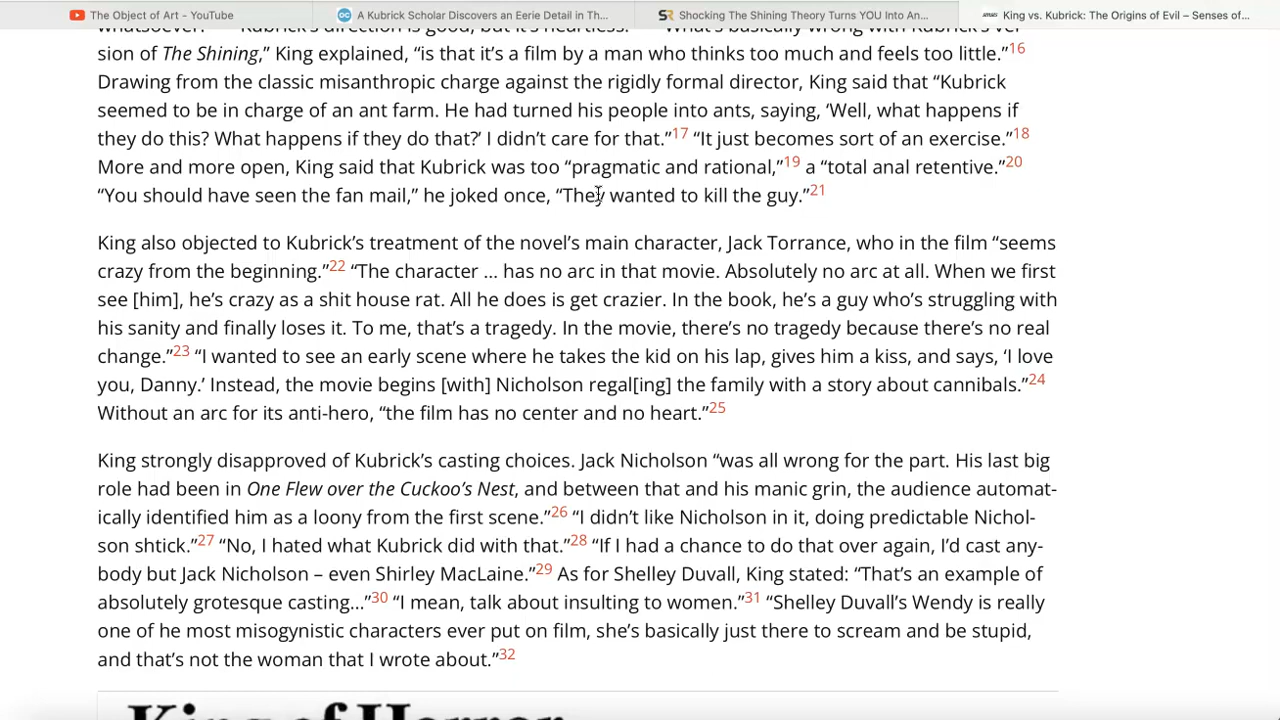 The Object of Art – YouTube
A Kubrick Scholar Discovers an Eerie Detail in Th...
Shocking The Shining Theory Turns YOU Into An...
King vs. Kubrick: The Origins of Evil – Senses of...
whatsoever?" "Kubrick's direction is good, but it's heartless." "What's basically wrong with Kubrick's ver-
sion of The Shining,” King explained, “is that it’s a film by a man who thinks too much and feels too little.”16
Drawing from the classic misanthropic charge against the rigidly formal director, King said that “Kubrick
seemed to be in charge of an ant farm. He had turned his people into ants, saying, ‘Well, what happens if
they do this? What happens if they do that?’ I didn’t care for that.”17 “It just becomes sort of an exercise.”18
More and more open, King said that Kubrick was too “pragmatic and rational,”19 a “total anal retentive.”20
“You should have seen the fan mail,” he joked once, “They wanted to kill the guy.”21
King also objected to Kubrick’s treatment of the novel’s main character, Jack Torrance, who in the film “seems
crazy from the beginning.”22 “The character ... has no arc in that movie. Absolutely no arc at all. When we first
see [him], he’s crazy as a shit house rat. All he does is get crazier. In the book, he’s a guy who’s struggling with
his sanity and finally loses it. To me, that’s a tragedy. In the movie, there’s no tragedy because there’s no real
change.”23 “I wanted to see an early scene where he takes the kid on his lap, gives him a kiss, and says, ‘I love
you, Danny.’ Instead, the movie begins [with] Nicholson regal[ing] the family with a story about cannibals.”24
Without an arc for its anti-hero, “the film has no center and no heart.”25
King strongly disapproved of Kubrick’s casting choices. Jack Nicholson “was all wrong for the part. His last big
role had been in One Flew over the Cuckoo’s Nest, and between that and his manic grin, the audience automat-
ically identified him as a loony from the first scene.”26 “I didn’t like Nicholson in it, doing predictable Nichol-
son shtick.”27 “No, I hated what Kubrick did with that.”28 “If I had a chance to do that over again, I’d cast any-
body but Jack Nicholson – even Shirley MacLaine.”29 As for Shelley Duvall, King stated: “That’s an example of
absolutely grotesque casting...”30 “I mean, talk about insulting to women.”31 “Shelley Duvall’s Wendy is really
one of he most misogynistic characters ever put on film, she’s basically just there to scream and be stupid,
and that’s not the woman that I wrote about.”32
King of Horror